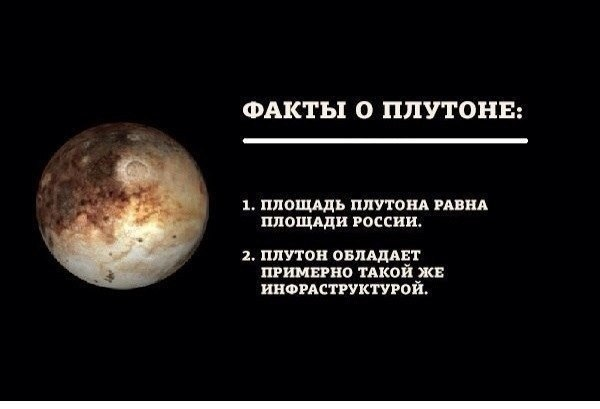 ФАКТЫ О ПЛУТОНЕ:
1. ПЛОЩАДЬ ПЛУТОНА РАВНА
ПЛОЩАДИ РОССИИ.
2. ПЛУТОН ОБЛАДАЕТ
ПРИМЕРНО ТАКОЙ ЖЕ
ИНФРАСТРУКТУРОЙ.